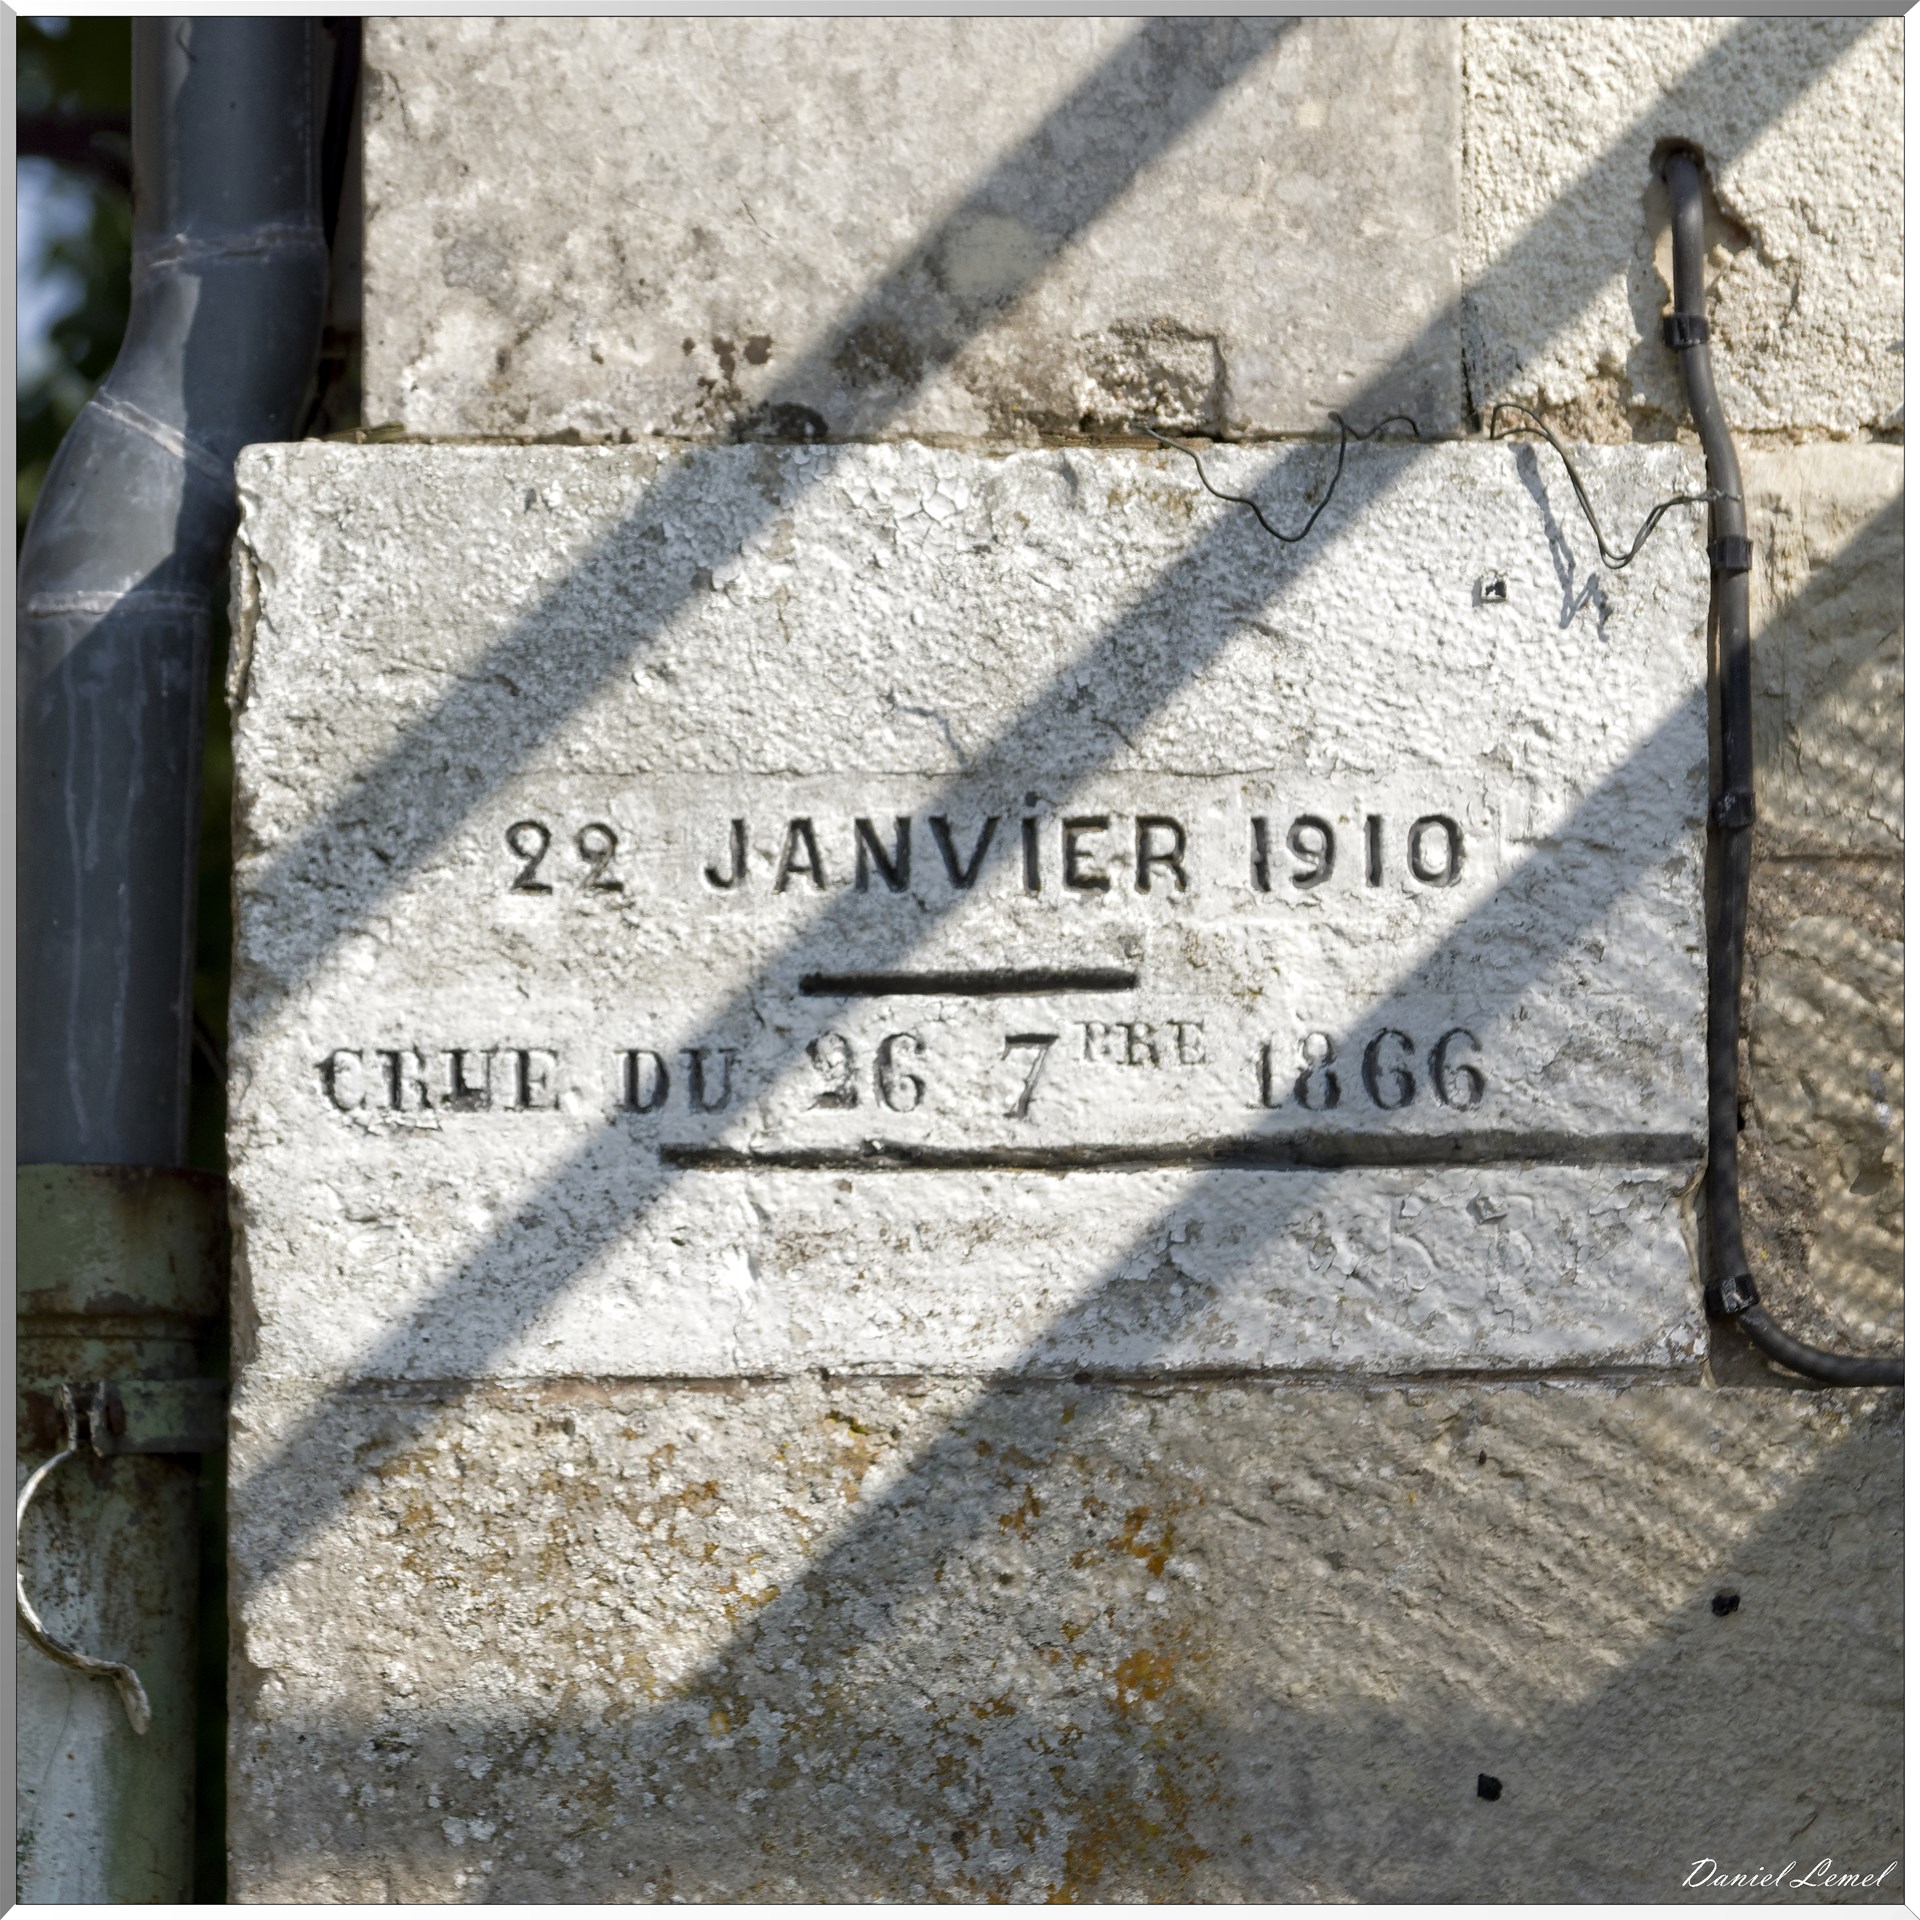 22 JANVIER 1910
CRUE DU 26 7BRE 1866
Daniel Lemel